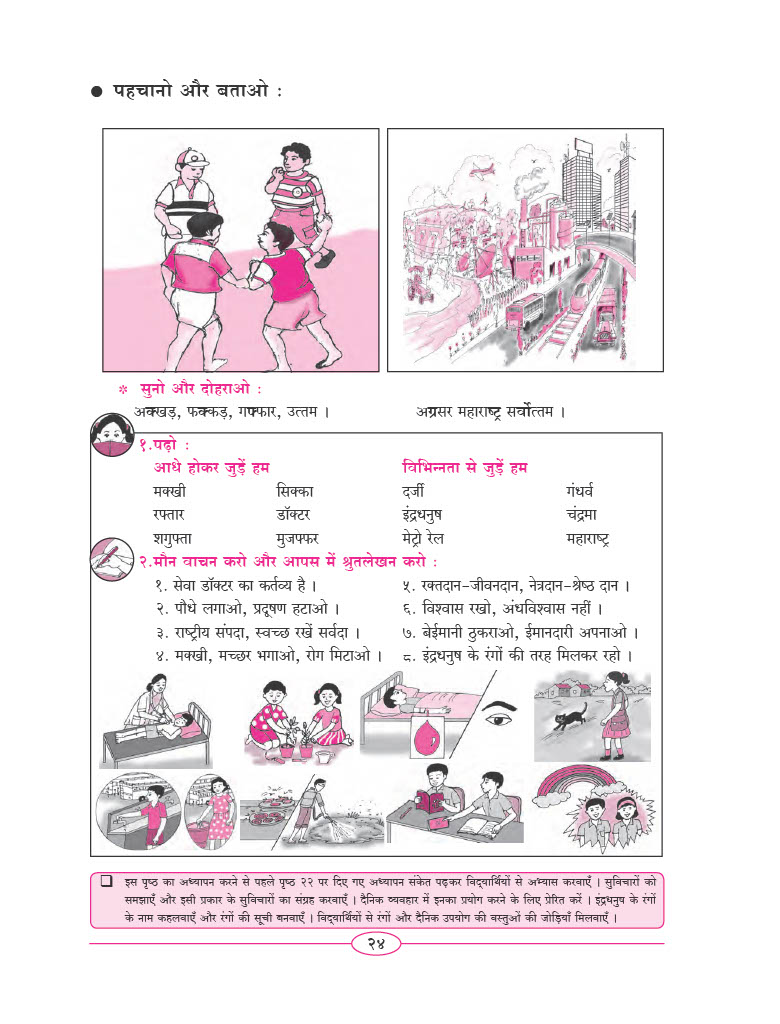 ● पहचानो और बताओ :
✽ सुनो और दोहराओ :
अक्खड़, फक्कड़, गफ्फार, उत्तम । अग्रसर महाराष्ट्र सर्वोत्तम ।
१.पढ़ो :
आधे होकर जुड़ें हम विभिन्नता से जुड़ें हम
मक्खी सिक्का दर्जी गंधर्व
रफ्तार डॉक्टर इंद्रधनुष चंद्रमा
शगुफ्ता मुजफ्फर मेट्रो रेल महाराष्ट्र
२.मौन वाचन करो और आपस में श्रुतलेखन करो :
१. सेवा डॉक्टर का कर्तव्य है । ५. रक्तदान-जीवनदान, नेत्रदान-श्रेष्ठ दान ।
२. पौधे लगाओ, प्रदूषण हटाओ । ६. विश्वास रखो, अंधविश्वास नहीं ।
३. राष्ट्रीय संपदा, स्वच्छ रखें सर्वदा । ७. बेईमानी ठुकराओ, ईमानदारी अपनाओ ।
४. मक्खी, मच्छर भगाओ, रोग मिटाओ । ८. इंद्रधनुष के रंगों की तरह मिलकर रहो ।
❑ इस पृष्ठ का अध्यापन करने से पहले पृष्ठ २२ पर दिए गए अध्यापन संकेत पढ़कर विद्यार्थियों से अभ्यास करवाएँ । सुविचारों को
समझाएँ और इसी प्रकार के सुविचारों का संग्रह करवाएँ । दैनिक व्यवहार में इनका प्रयोग करने के लिए प्रेरित करें । इंद्रधनुष के रंगों
के नाम कहलवाएँ और रंगों की सूची बनवाएँ । विद्यार्थियों से रंगों और दैनिक उपयोग की वस्तुओं की जोड़ियाँ मिलवाएँ ।
२४